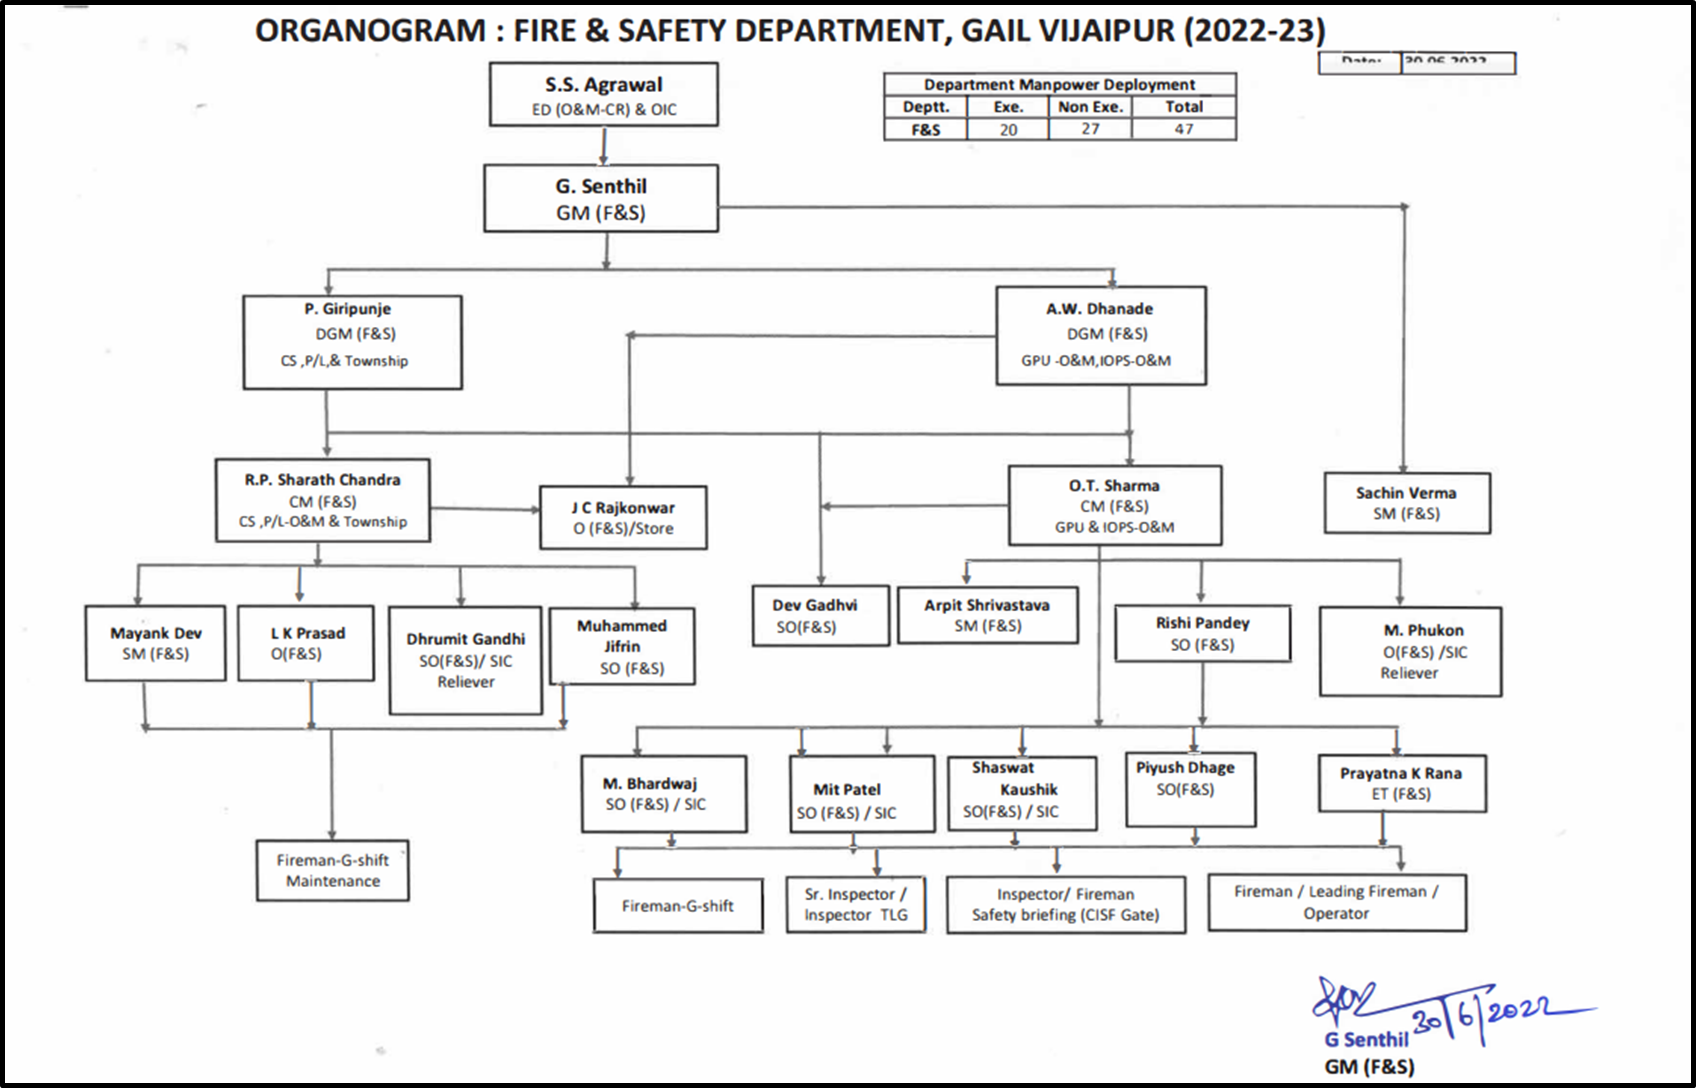 ORGANOGRAM : FIRE & SAFETY DEPARTMENT, GAIL VIJAIPUR (2022-23)
Date: 30.06.2022
S.S. Agrawal
ED (O&M-CR) & OIC
Department Manpower Deployment
Deptt. Exe. Non Exe. Total
F&S 20 27 47
G. Senthil
GM (F&S)
P. Giripunje
DGM (F&S)
CS ,P/L,& Township
A.W. Dhanade
DGM (F&S)
GPU -O&M,IOPS-O&M
R.P. Sharath Chandra
CM (F&S)
CS ,P/L-O&M & Township
J C Rajkonwar
O (F&S)/Store
O.T. Sharma
CM (F&S)
GPU & IOPS-O&M
Sachin Verma
SM (F&S)
Mayank Dev
SM (F&S)
L K Prasad
O(F&S)
Dhrumit Gandhi
SO(F&S)/ SIC
Reliever
Muhammed
Jifrin
SO (F&S)
Dev Gadhvi
SO(F&S)
Arpit Shrivastava
SM (F&S)
Rishi Pandey
SO (F&S)
M. Phukon
O(F&S) /SIC
Reliever
M. Bhardwaj
SO (F&S) / SIC
Mit Patel
SO (F&S) / SIC
Shaswat
Kaushik
SO(F&S) / SIC
Piyush Dhage
SO(F&S)
Prayatna K Rana
ET (F&S)
Fireman-G-shift
Maintenance
Fireman-G-shift
Sr. Inspector /
Inspector TLG
Inspector/ Fireman
Safety briefing (CISF Gate)
Fireman / Leading Fireman /
Operator
30/6/2022
G Senthil
GM (F&S)